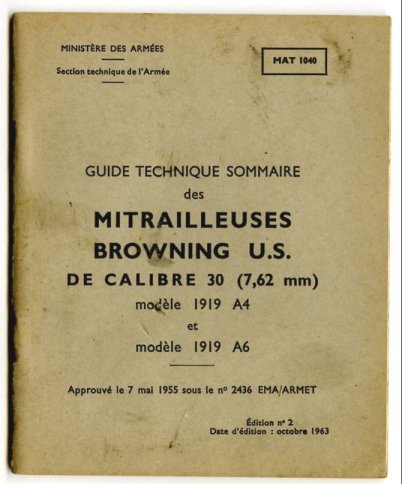 MINISTÈRE DES ARMÉES
Section technique de l'Armée
MAT 1040
GUIDE TECHNIQUE SOMMAIRE
des
MITRAILLEUSES
BROWNING U.S.
DE CALIBRE 30 (7,62 mm)
modèle 1919 A4
et
modèle 1919 A6
Approuvé le 7 mai 1955 sous le nº 2436 EMA/ARMET
Édition nº 2
Date d'édition : octobre 1963